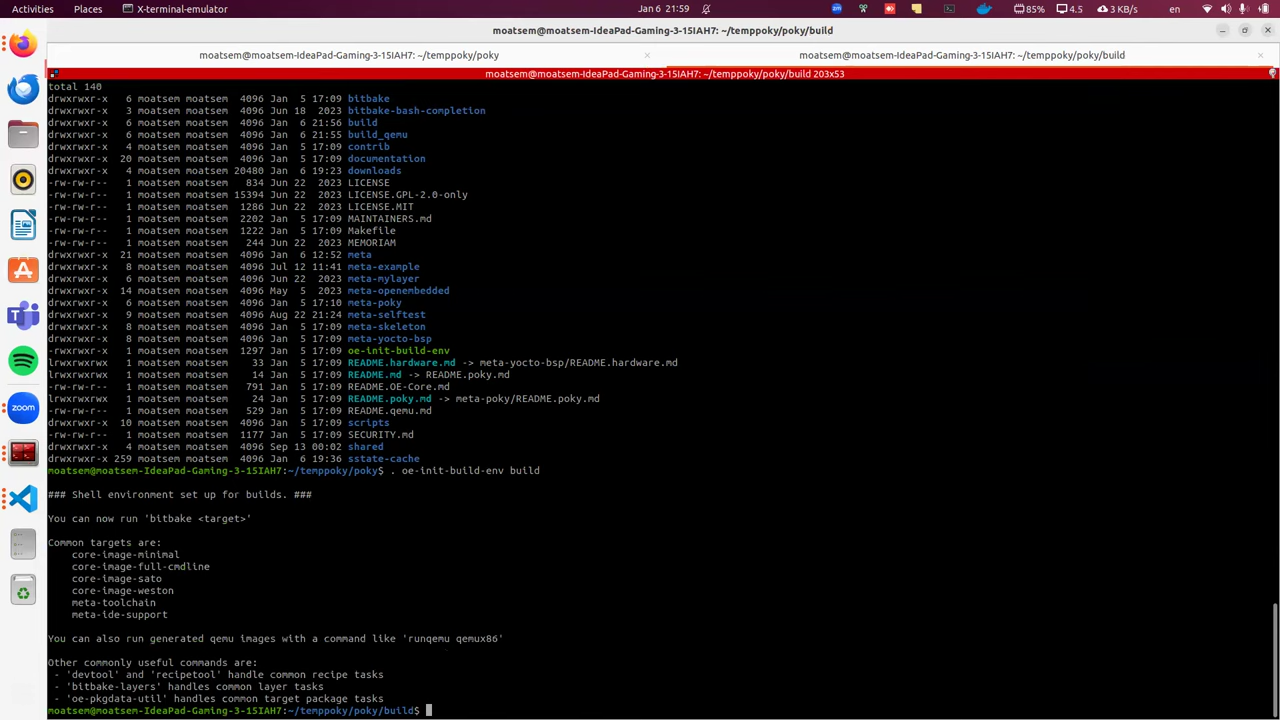 Activities Places X-terminal-emulator Jan 6 21:59 zm 85% 4.5 3 KB/s en
moatsem@moatsem-IdeaPad-Gaming-3-15IAH7: ~/temppoky/poky/build
moatsem@moatsem-IdeaPad-Gaming-3-15IAH7: ~/temppoky/poky × moatsem@moatsem-IdeaPad-Gaming-3-15IAH7: ~/temppoky/poky/build ×
moatsem@moatsem-IdeaPad-Gaming-3-15IAH7: ~/temppoky/poky/build 203x53
total 140
drwxrwxr-x 6 moatsem moatsem 4096 Jan 5 17:09 bitbake
drwxrwxr-x 3 moatsem moatsem 4096 Jun 18 2023 bitbake-bash-completion
drwxrwxr-x 6 moatsem moatsem 4096 Jan 6 21:56 build
drwxrwxr-x 6 moatsem moatsem 4096 Jan 6 21:55 build_qemu
drwxrwxr-x 4 moatsem moatsem 4096 Jan 5 17:09 contrib
drwxrwxr-x 20 moatsem moatsem 4096 Jan 5 17:09 documentation
drwxrwxr-x 4 moatsem moatsem 20480 Jan 6 19:23 downloads
-rw-rw-r-- 1 moatsem moatsem 834 Jun 22 2023 LICENSE
-rw-rw-r-- 1 moatsem moatsem 15394 Jun 22 2023 LICENSE.GPL-2.0-only
-rw-rw-r-- 1 moatsem moatsem 1286 Jun 22 2023 LICENSE.MIT
-rw-rw-r-- 1 moatsem moatsem 2202 Jan 5 17:09 MAINTAINERS.md
-rw-rw-r-- 1 moatsem moatsem 1222 Jan 5 17:09 Makefile
-rw-rw-r-- 1 moatsem moatsem 244 Jun 22 2023 MEMORIAM
drwxrwxr-x 21 moatsem moatsem 4096 Jan 6 12:52 meta
drwxrwxr-x 8 moatsem moatsem 4096 Jul 12 11:41 meta-example
drwxrwxr-x 6 moatsem moatsem 4096 Jun 22 2023 meta-mylayer
drwxrwxr-x 14 moatsem moatsem 4096 May 5 2023 meta-openembedded
drwxrwxr-x 5 moatsem moatsem 4096 Jan 5 17:10 meta-poky
drwxrwxr-x 9 moatsem moatsem 4096 Aug 22 21:24 meta-selftest
drwxrwxr-x 8 moatsem moatsem 4096 Jan 5 17:09 meta-skeleton
drwxrwxr-x 8 moatsem moatsem 4096 Jan 5 17:09 meta-yocto-bsp
-rwxrwxr-x 1 moatsem moatsem 1297 Jan 5 17:09 oe-init-build-env
lrwxrwxrwx 1 moatsem moatsem 33 Jan 5 17:09 README.hardware.md -> meta-yocto-bsp/README.hardware.md
lrwxrwxrwx 1 moatsem moatsem 14 Jan 5 17:09 README.md -> README.poky.md
-rw-rw-r-- 1 moatsem moatsem 791 Jan 5 17:09 README.OE-Core.md
lrwxrwxrwx 1 moatsem moatsem 24 Jan 5 17:09 README.poky.md -> meta-poky/README.poky.md
-rw-rw-r-- 1 moatsem moatsem 529 Jan 5 17:09 README.qemu.md
drwxrwxr-x 10 moatsem moatsem 4096 Jan 5 17:09 scripts
-rw-rw-r-- 1 moatsem moatsem 1177 Jan 5 17:09 SECURITY.md
drwxrwxr-x 4 moatsem moatsem 4096 Sep 13 00:02 shared
drwxrwxr-x 259 moatsem moatsem 4096 Jan 6 19:36 sstate-cache
moatsem@moatsem-IdeaPad-Gaming-3-15IAH7:~/temppoky/poky$ . oe-init-build-env build
### Shell environment set up for builds. ###
You can now run 'bitbake <target>'
Common targets are:
core-image-minimal
core-image-full-cmdline
core-image-sato
core-image-weston
meta-toolchain
meta-ide-support
You can also run generated qemu images with a command like 'runqemu qemux86'
Other commonly useful commands are:
- 'devtool' and 'recipetool' handle common recipe tasks
- 'bitbake-layers' handles common layer tasks
- 'oe-pkgdata-util' handles common target package tasks
moatsem@moatsem-IdeaPad-Gaming-3-15IAH7:~/temppoky/poky/build$
zoom